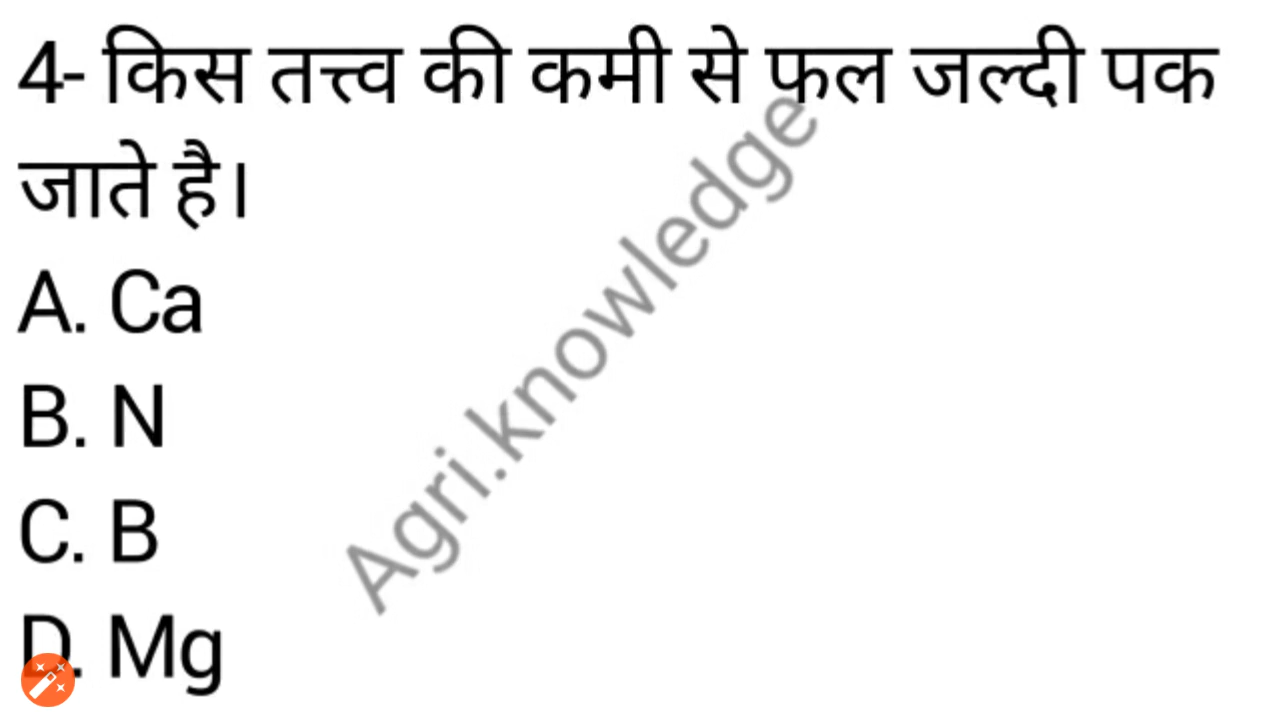 4- किस तत्त्व की कमी से फल जल्दी पक
जाते है।
A. Ca
B. N
C. B
D. Mg
Agri.knowledge